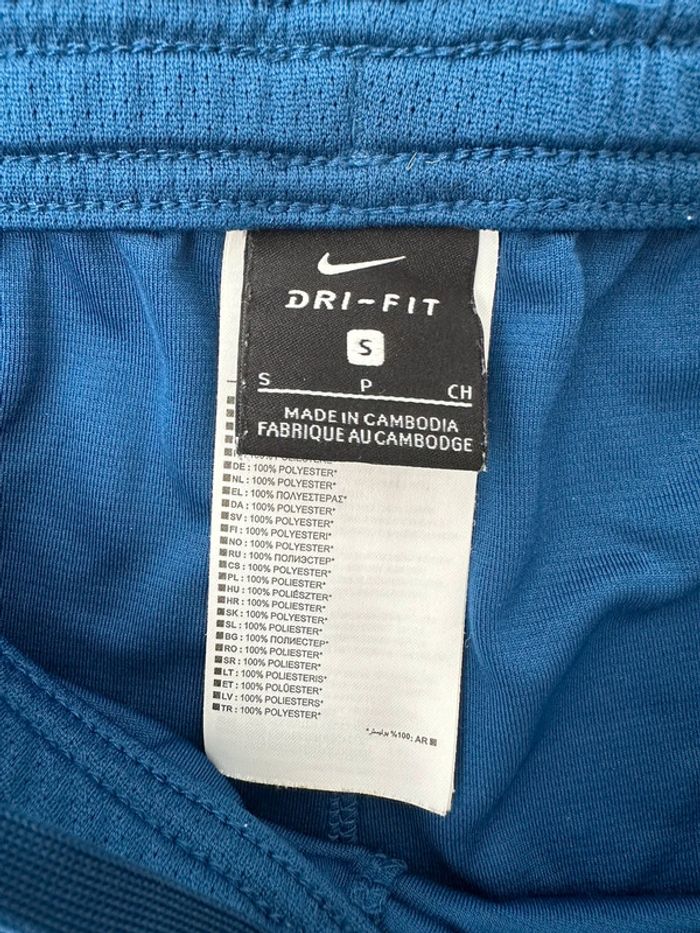 DRI-FIT
S
S P CH
MADE IN CAMBODIA
FABRIQUE AU CAMBODGE
DE : 100% POLYESTER*
NL : 100% POLYESTER*
EL : 100% ΠΟΛΥΕΣΤΕΡΑΣ*
DA : 100% POLYESTER*
SV : 100% POLYESTER*
FI : 100% POLYESTERI*
NO : 100% POLYESTER*
RU : 100% ПОЛИЭСТЕР*
CS : 100% POLYESTER*
PL : 100% POLIESTER*
HU : 100% POLIÉSZTER*
HR : 100% POLIESTER*
SK : 100% POLYESTER*
SL : 100% POLIESTER*
BG : 100% ПОЛИЕСТЕР*
RO : 100% POLIESTER*
SR : 100% POLIESTER*
LT : 100% POLIESTERIS*
ET : 100% POLÜESTER*
LV : 100% POLIESTERS*
TR : 100% POLYESTER*
AR :100% بوليستر*